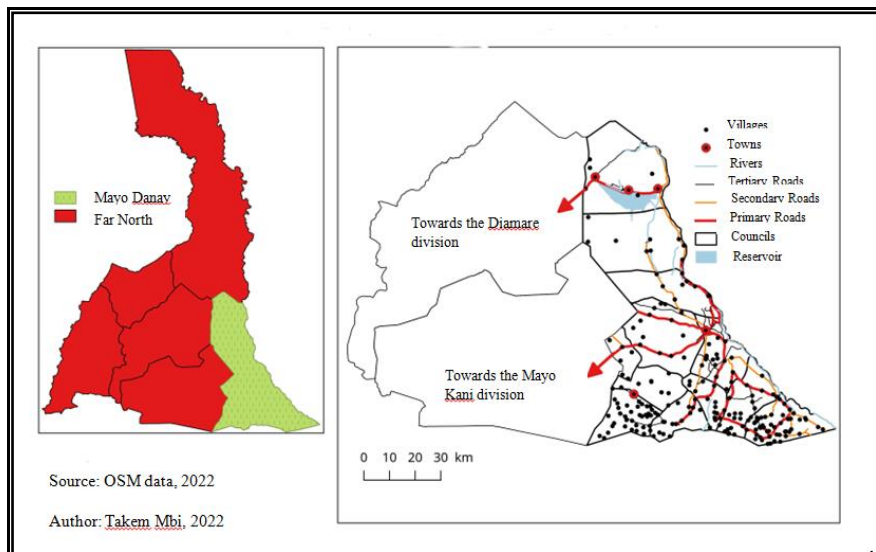 Mayo Danay
Far North
Source: OSM data, 2022
Author: Takem Mbi, 2022
Towards the Diamare
division
Towards the Mayo
Kani division
0 10 20 30 km
Villages
Towns
Rivers
Tertiary Roads
Secondary Roads
Primary Roads
Councils
Reservoir